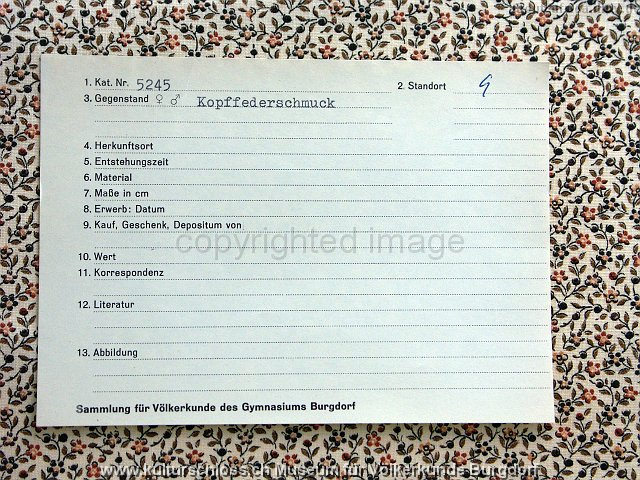 1. Kat. Nr. 5245 2. Standort
3. Gegenstand ♀ ♂ Kopffederschmuck
4. Herkunftsort
5. Entstehungszeit
6. Material
7. Maße in cm
8. Erwerb: Datum
9. Kauf, Geschenk, Depositum von
copyrighted image
10. Wert
11. Korrespondenz
12. Literatur
13. Abbildung
Sammlung für Völkerkunde des Gymnasiums Burgdorf
www.kulturschloss.ch Museum für Völkerkunde Burgdorf